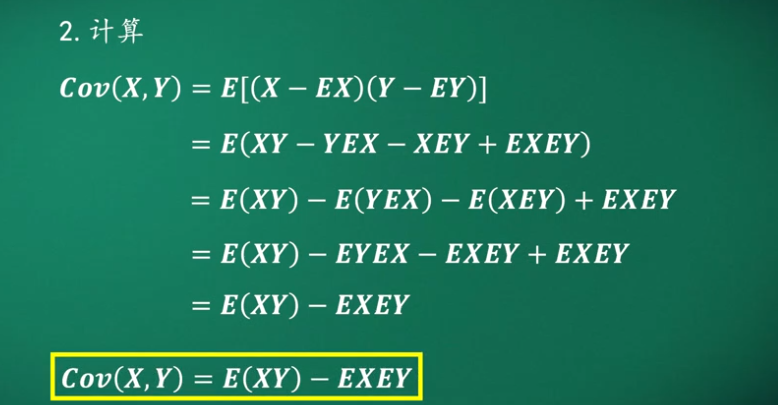 2. 计算
Cov(X,Y) = E[(X − EX)(Y − EY)]
= E(XY − YEX − XEY + EXEY)
= E(XY) − E(YEX) − E(XEY) + EXEY
= E(XY) − EYEX − EXEY + EXEY
= E(XY) − EXEY
Cov(X,Y) = E(XY) − EXEY